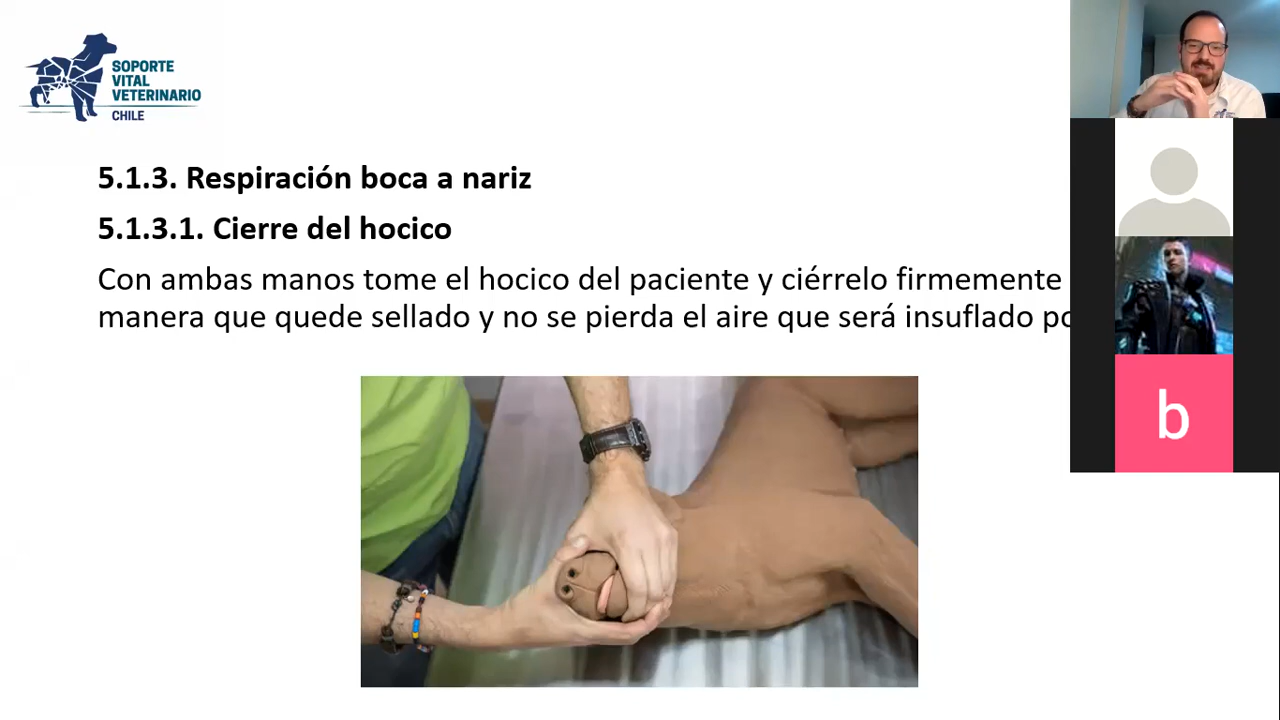 SOPORTE
VITAL
VETERINARIO
CHILE
5.1.3. Respiración boca a nariz
5.1.3.1. Cierre del hocico
Con ambas manos tome el hocico del paciente y ciérrelo firmemente
manera que quede sellado y no se pierda el aire que será insuflado
b